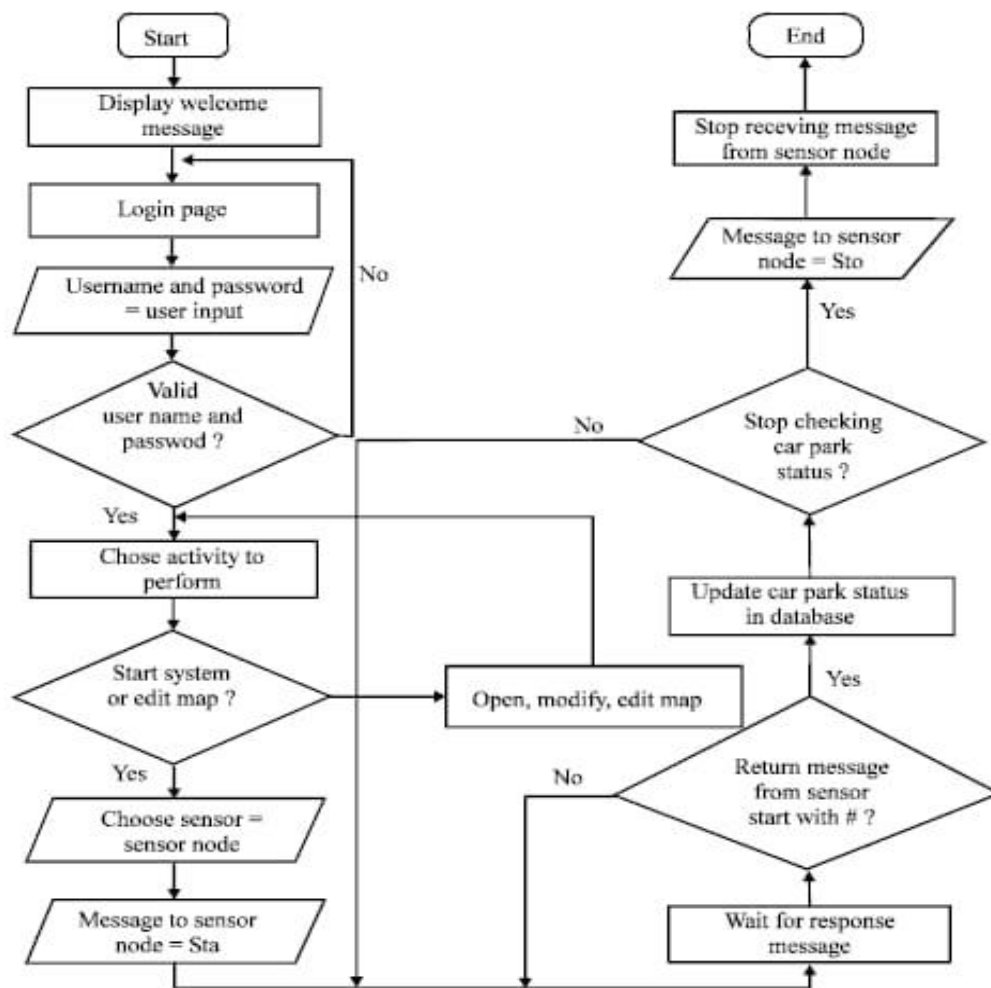 Start
Display welcome
message
Login page
Username and password
= user input
No
Valid
user name and
passwod ?
Yes
Chose activity to
perform
Start system
or edit map ?
Open, modify, edit map
Yes
Choose sensor =
sensor node
Message to sensor
node = Sta
End
Stop receving message
from sensor node
Message to sensor
node = Sto
Yes
No
Stop checking
car park
status ?
Update car park status
in database
Yes
No
Return message
from sensor
start with # ?
Wait for response
message